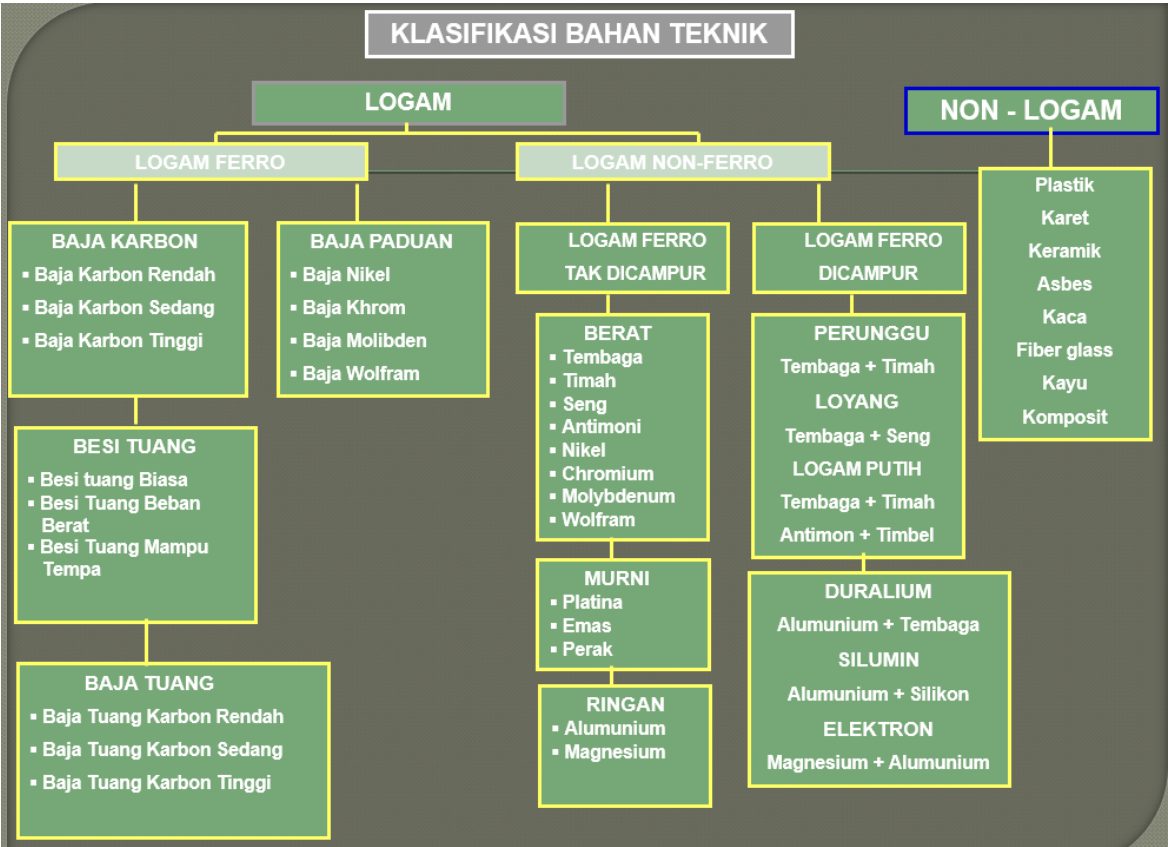 KLASIFIKASI BAHAN TEKNIK
LOGAM
NON - LOGAM
LOGAM FERRO
LOGAM NON-FERRO
BAJA KARBON
▪ Baja Karbon Rendah
▪ Baja Karbon Sedang
▪ Baja Karbon Tinggi
BESI TUANG
▪ Besi tuang Biasa
▪ Besi Tuang Beban
Berat
▪ Besi Tuang Mampu
Tempa
BAJA TUANG
▪ Baja Tuang Karbon Rendah
▪ Baja Tuang Karbon Sedang
▪ Baja Tuang Karbon Tinggi
BAJA PADUAN
▪ Baja Nikel
▪ Baja Khrom
▪ Baja Molibden
▪ Baja Wolfram
LOGAM FERRO
TAK DICAMPUR
BERAT
▪ Tembaga
▪ Timah
▪ Seng
▪ Antimoni
▪ Nikel
▪ Chromium
▪ Molybdenum
▪ Wolfram
MURNI
▪ Platina
▪ Emas
▪ Perak
RINGAN
▪ Alumunium
▪ Magnesium
LOGAM FERRO
DICAMPUR
PERUNGGU
Tembaga + Timah
LOYANG
Tembaga + Seng
LOGAM PUTIH
Tembaga + Timah
Antimon + Timbel
DURALIUM
Alumunium + Tembaga
SILUMIN
Alumunium + Silikon
ELEKTRON
Magnesium + Alumunium
Plastik
Karet
Keramik
Asbes
Kaca
Fiber glass
Kayu
Komposit